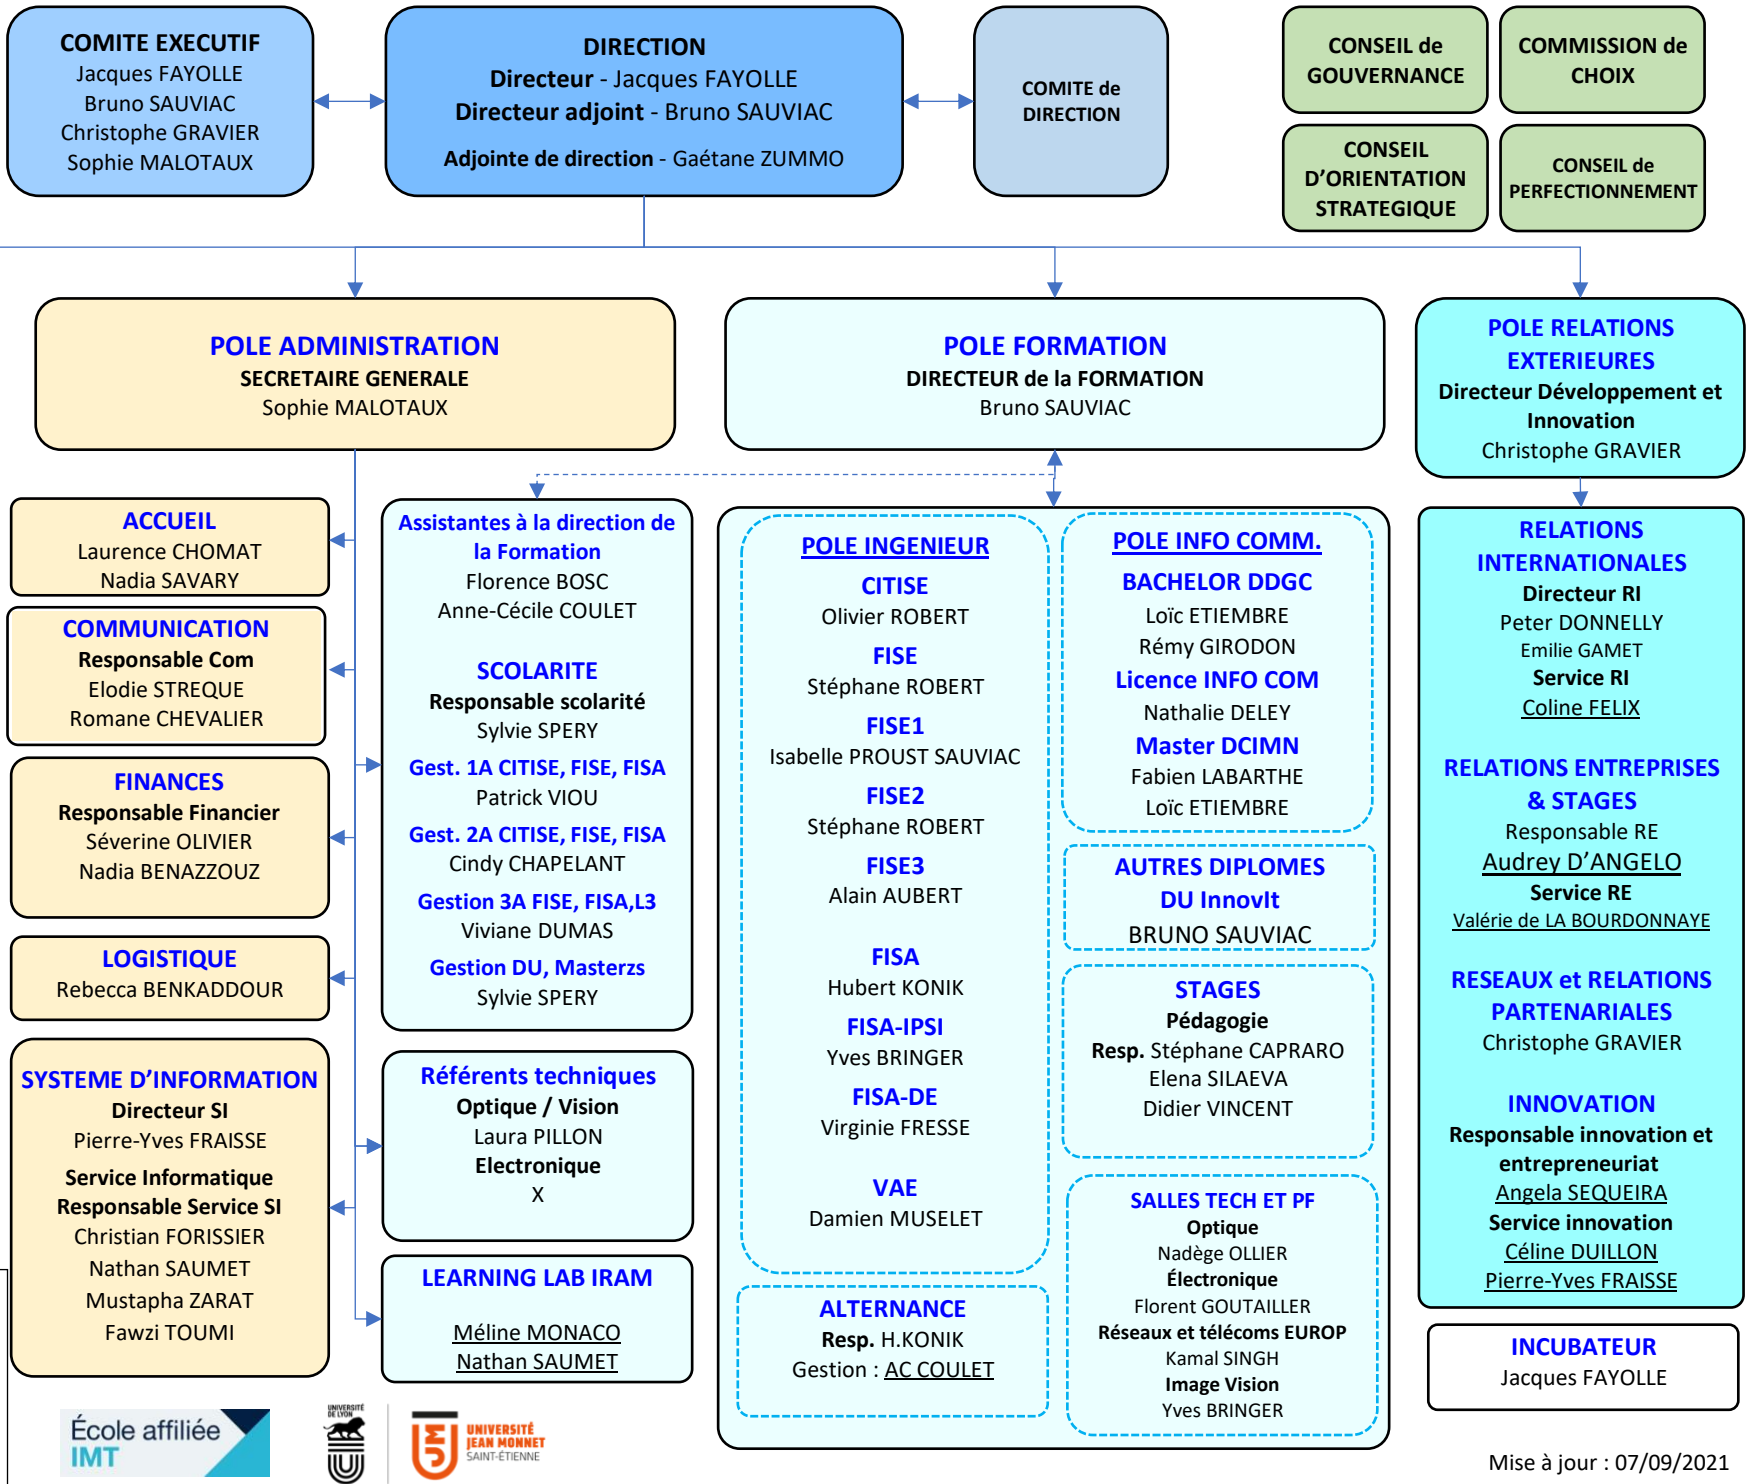 COMITE EXECUTIF
Jacques FAYOLLE
Bruno SAUVIAC
Christophe GRAVIER
Sophie MALOTAUX
DIRECTION
Directeur - Jacques FAYOLLE
Directeur adjoint - Bruno SAUVIAC
Adjointe de direction - Gaétane ZUMMO
COMITE de
DIRECTION
CONSEIL de
GOUVERNANCE
COMMISSION de
CHOIX
CONSEIL
D'ORIENTATION
STRATEGIQUE
CONSEIL de
PERFECTIONNEMENT
POLE ADMINISTRATION
SECRETAIRE GENERALE
Sophie MALOTAUX
POLE FORMATION
DIRECTEUR de la FORMATION
Bruno SAUVIAC
POLE RELATIONS
EXTERIEURES
Directeur Développement et
Innovation
Christophe GRAVIER
ACCUEIL
Laurence CHOMAT
Nadia SAVARY
COMMUNICATION
Responsable Com
Elodie STREQUE
Romane CHEVALIER
FINANCES
Responsable Financier
Séverine OLIVIER
Nadia BENAZZOUZ
LOGISTIQUE
Rebecca BENKADDOUR
SYSTEME D'INFORMATION
Directeur SI
Pierre-Yves FRAISSE
Service Informatique
Responsable Service SI
Christian FORISSIER
Nathan SAUMET
Mustapha ZARAT
Fawzi TOUMI
Assistantes à la direction de
la Formation
Florence BOSC
Anne-Cécile COULET
SCOLARITE
Responsable scolarité
Sylvie SPERY
Gest. 1A CITISE, FISE, FISA
Patrick VIOU
Gest. 2A CITISE, FISE, FISA
Cindy CHAPELANT
Gestion 3A FISE, FISA,L3
Viviane DUMAS
Gestion DU, Masterzs
Sylvie SPERY
Référents techniques
Optique / Vision
Laura PILLON
Electronique
X
LEARNING LAB IRAM
Méline MONACO
Nathan SAUMET
POLE INGENIEUR
CITISE
Olivier ROBERT
FISE
Stéphane ROBERT
FISE1
Isabelle PROUST SAUVIAC
FISE2
Stéphane ROBERT
FISE3
Alain AUBERT
FISA
Hubert KONIK
FISA-IPSI
Yves BRINGER
FISA-DE
Virginie FRESSE
VAE
Damien MUSELET
ALTERNANCE
Resp. H.KONIK
Gestion : AC COULET
POLE INFO COMM.
BACHELOR DDGC
Loïc ETIEMBRE
Rémy GIRODON
Licence INFO COM
Nathalie DELEY
Master DCIMN
Fabien LABARTHE
Loïc ETIEMBRE
AUTRES DIPLOMES
DU InnovIt
BRUNO SAUVIAC
STAGES
Pédagogie
Resp. Stéphane CAPRARO
Elena SILAEVA
Didier VINCENT
SALLES TECH ET PF
Optique
Nadège OLLIER
Électronique
Florent GOUTAILLER
Réseaux et télécoms EUROP
Kamal SINGH
Image Vision
Yves BRINGER
RELATIONS
INTERNATIONALES
Directeur RI
Peter DONNELLY
Emilie GAMET
Service RI
Coline FELIX
RELATIONS ENTREPRISES
& STAGES
Responsable RE
Audrey D'ANGELO
Service RE
Valérie de LA BOURDONNAYE
RESEAUX et RELATIONS
PARTENARIALES
Christophe GRAVIER
INNOVATION
Responsable innovation et
entrepreneuriat
Angela SEQUEIRA
Service innovation
Céline DUILLON
Pierre-Yves FRAISSE
INCUBATEUR
Jacques FAYOLLE
École affiliée
IMT
UNIVERSITÉ
DE LYON
UNIVERSITÉ
JEAN MONNET
SAINT-ÉTIENNE
Mise à jour : 07/09/2021